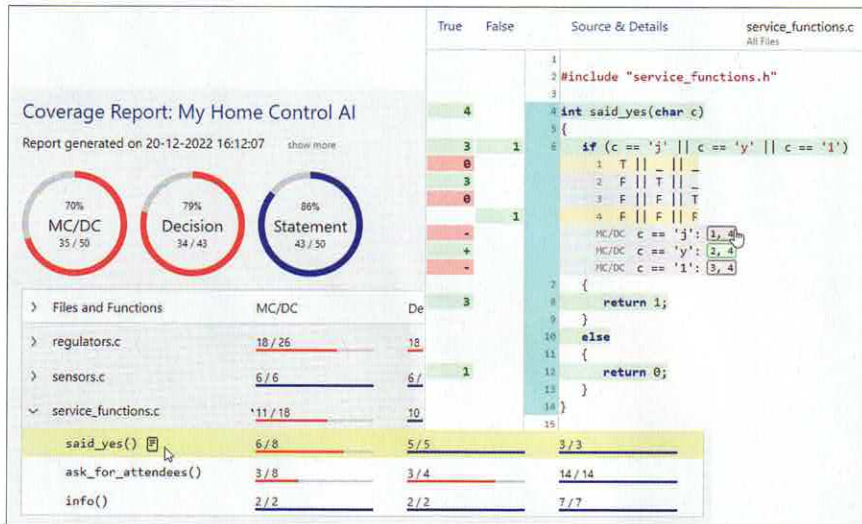 Coverage Report: My Home Control AI
Report generated on 20-12-2022 16:12:07 show more
70%
MC/DC
35 / 50
79%
Decision
34 / 43
86%
Statement
43 / 50
Files and Functions MC/DC De
regulators.c 18 / 26 18
sensors.c 6 / 6 6 /
service_functions.c 11 / 18 10
said_yes() 6 / 8 5 / 5 3 / 3
ask_for_attendees() 3 / 8 3 / 4 14 / 14
info() 2 / 2 2 / 2 7 / 7
True False Source & Details service_functions.c
All Files
1
2 #include "service_functions.h"
3
4 4 int said_yes(char c)
5 {
3 1 6 if (c == 'j' || c == 'y' || c == '1')
0 1 T || _ || _
3 2 F || T || _
0 3 F || F || T
1 4 F || F || F
- MC/DC c == 'j': 1, 4
+ MC/DC c == 'y': 2, 4
- MC/DC c == '1': 3, 4
7 {
3 8 return 1;
9 }
10 else
11 {
1 12 return 0;
13 }
14 }
15